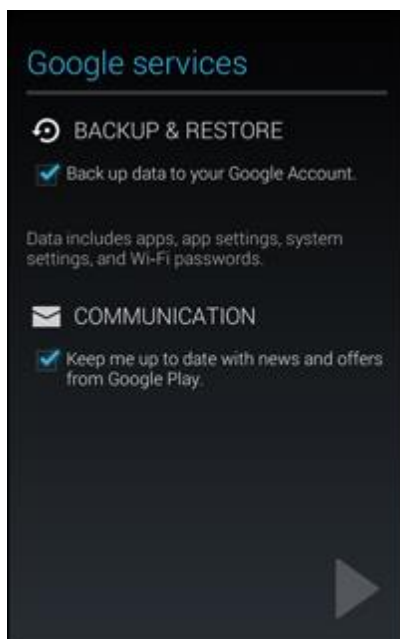 Google services
BACKUP & RESTORE
Back up data to your Google Account.
Data includes apps, app settings, system
settings, and Wi-Fi passwords.
COMMUNICATION
Keep me up to date with news and offers
from Google Play.